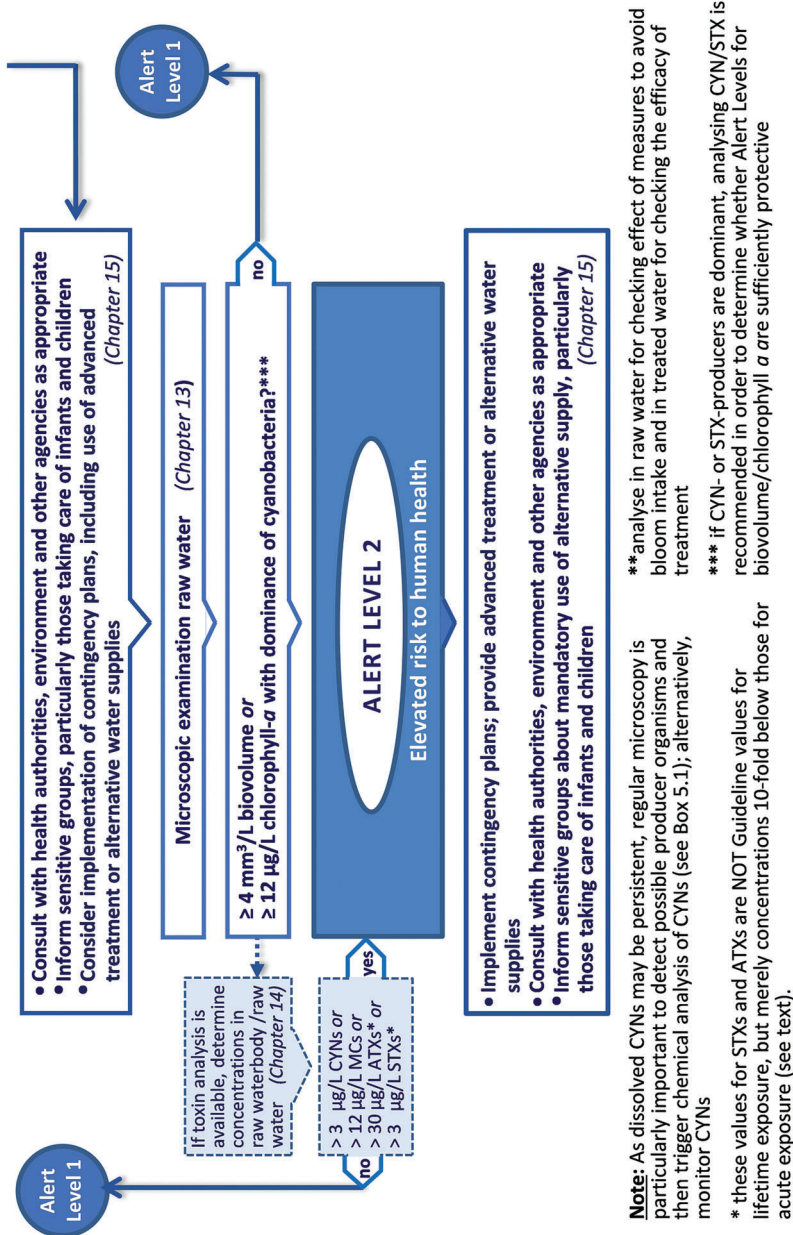 • Consult with health authorities, environment and other agencies as appropriate
• Inform sensitive groups, particularly those taking care of infants and children
• Consider implementation of contingency plans, including use of advanced
treatment or alternative water supplies (Chapter 15)
Alert
Level 1
Microscopic examination raw water (Chapter 13)
≥ 4 mm³/L biovolume or
≥ 12 µg/L chlorophyll-a with dominance of cyanobacteria?***
no
If toxin analysis is
available, determine
concentrations in
raw waterbody /raw
water (Chapter 14)
Alert
Level 1
> 3 µg/L CYNs or
> 12 µg/L MCs or
> 30 µg/L ATXs* or
> 3 µg/L STXs*
no
yes
ALERT LEVEL 2
Elevated risk to human health
• Implement contingency plans; provide advanced treatment or alternative water
supplies
• Consult with health authorities, environment and other agencies as appropriate
• Inform sensitive groups about mandatory use of alternative supply, particularly
those taking care of infants and children (Chapter 15)
Note: As dissolved CYNs may be persistent, regular microscopy is
particularly important to detect possible producer organisms and
then trigger chemical analysis of CYNs (see Box 5.1); alternatively,
monitor CYNs
* these values for STXs and ATXs are NOT Guideline values for
lifetime exposure, but merely concentrations 10-fold below those for
acute exposure (see text).
**analyse in raw water for checking effect of measures to avoid
bloom intake and in treated water for checking the efficacy of
treatment
*** if CYN- or STX-producers are dominant, analysing CYN/STX is
recommended in order to determine whether Alert Levels for
biovolume/chlorophyll a are sufficiently protective